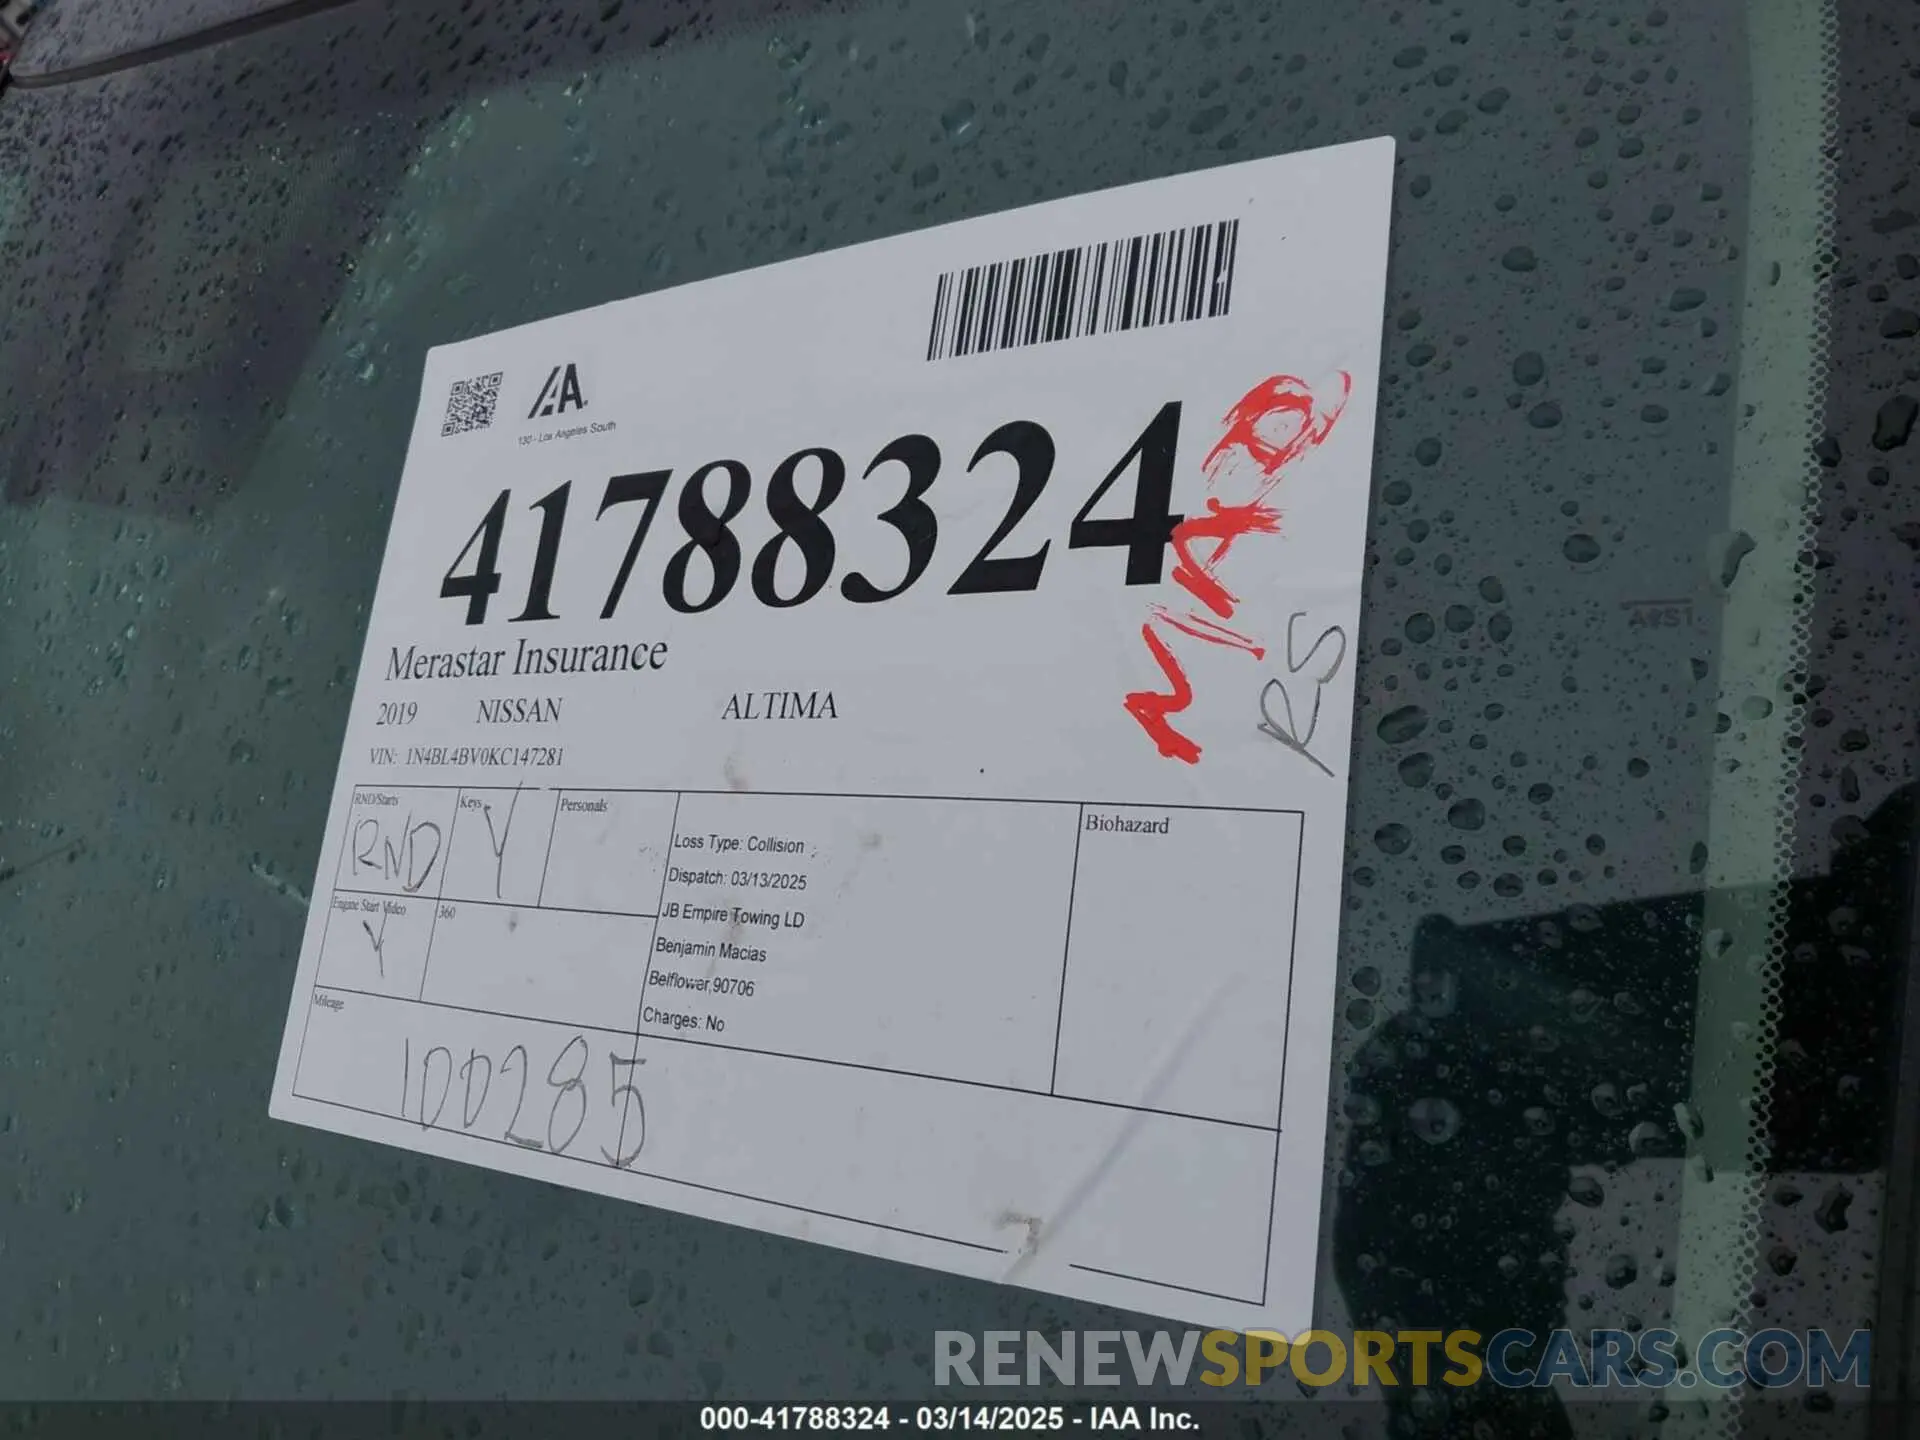 IAA
130 - Los Angeles South
41788324
Merastar Insurance
2019 NISSAN ALTIMA
VIN: 1N4BL4BV0KC147281
RS
RND/Starts
RND
Keys
Y
Personals
Engine Start Video
Y
360
Loss Type: Collision
Dispatch: 03/13/2025
JB Empire Towing LD
Benjamin Macias
Belflower,90706
Charges: No
Biohazard
Mileage
100285
RENEWSPORTSCARS.COM
000-41788324 - 03/14/2025 - IAA Inc.